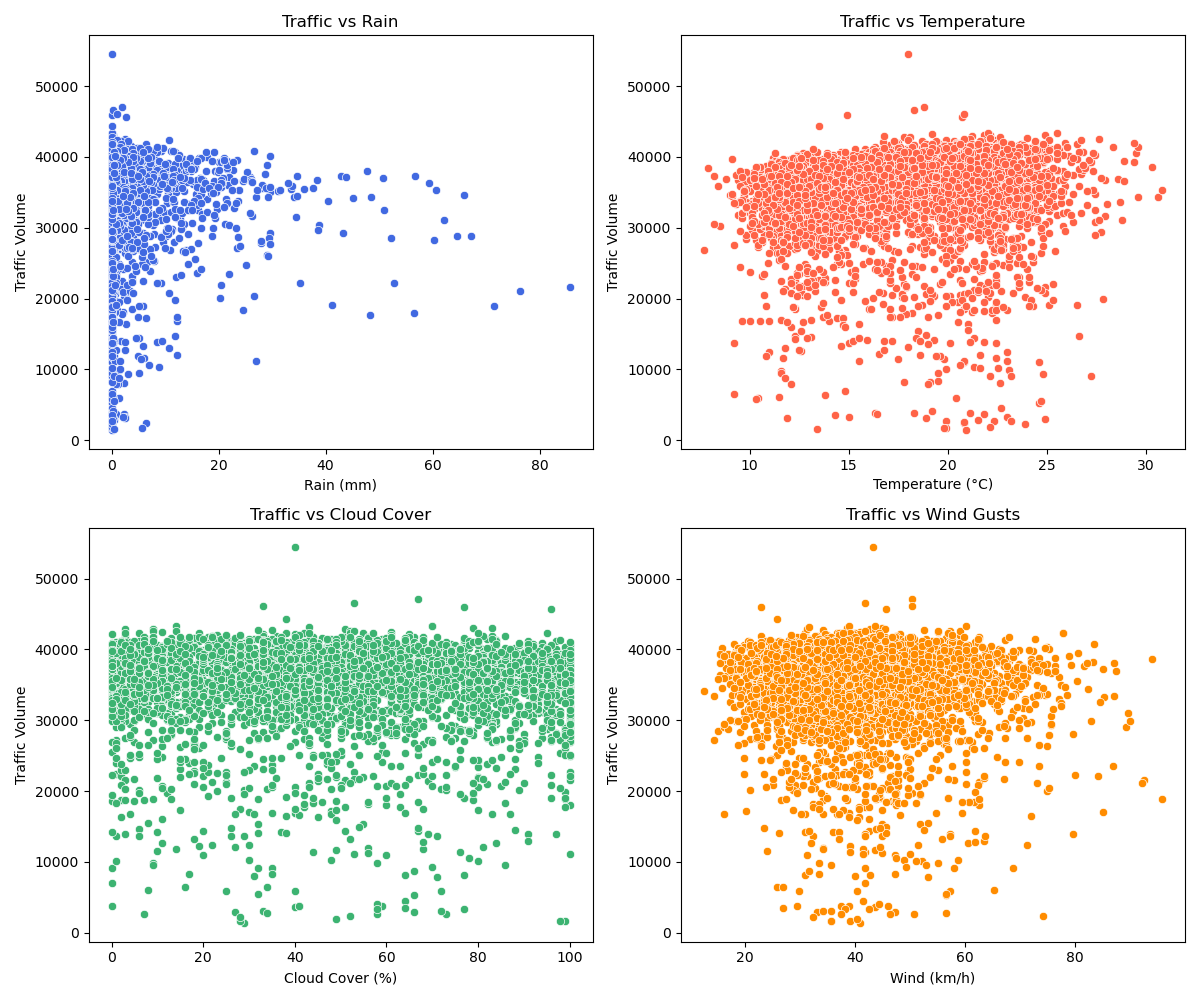 Traffic vs Rain
Traffic Volume
50000
40000
30000
20000
10000
0
0 20 40 60 80
Rain (mm)
Traffic vs Temperature
Traffic Volume
50000
40000
30000
20000
10000
0
10 15 20 25 30
Temperature (°C)
Traffic vs Cloud Cover
Traffic Volume
50000
40000
30000
20000
10000
0
0 20 40 60 80 100
Cloud Cover (%)
Traffic vs Wind Gusts
Traffic Volume
50000
40000
30000
20000
10000
0
20 40 60 80
Wind (km/h)